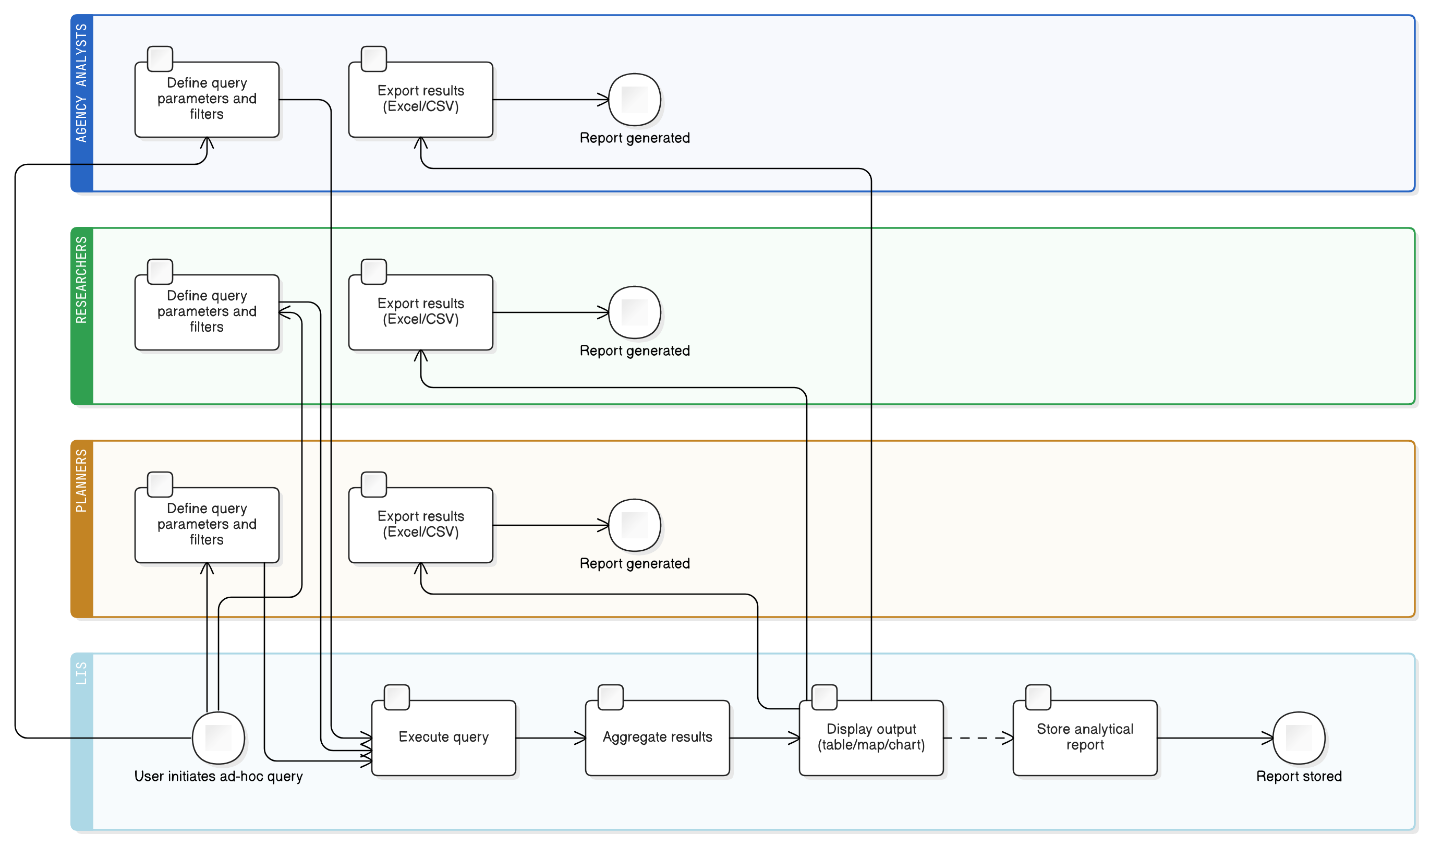 AGENCY ANALYSTS
Define query
parameters and
filters
Export results
(Excel/CSV)
Report generated
RESEARCHERS
Define query
parameters and
filters
Export results
(Excel/CSV)
Report generated
PLANNERS
Define query
parameters and
filters
Export results
(Excel/CSV)
Report generated
LIS
User initiates ad-hoc query
Execute query
Aggregate results
Display output
(table/map/chart)
Store analytical
report
Report stored